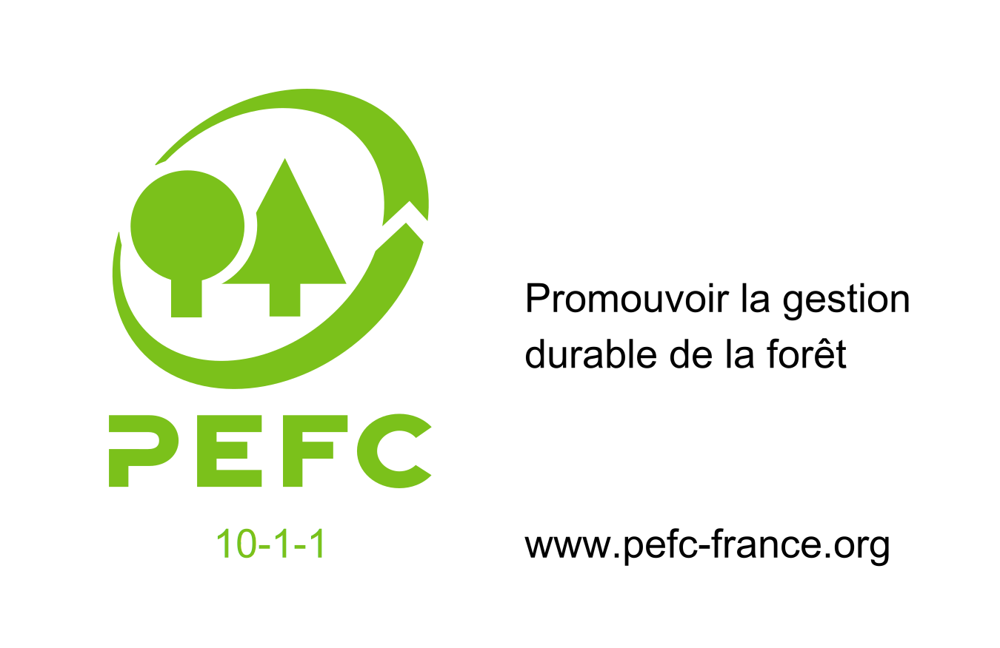 PEFC
10-1-1
Promouvoir la gestion
durable de la forêt
www.pefc-france.org